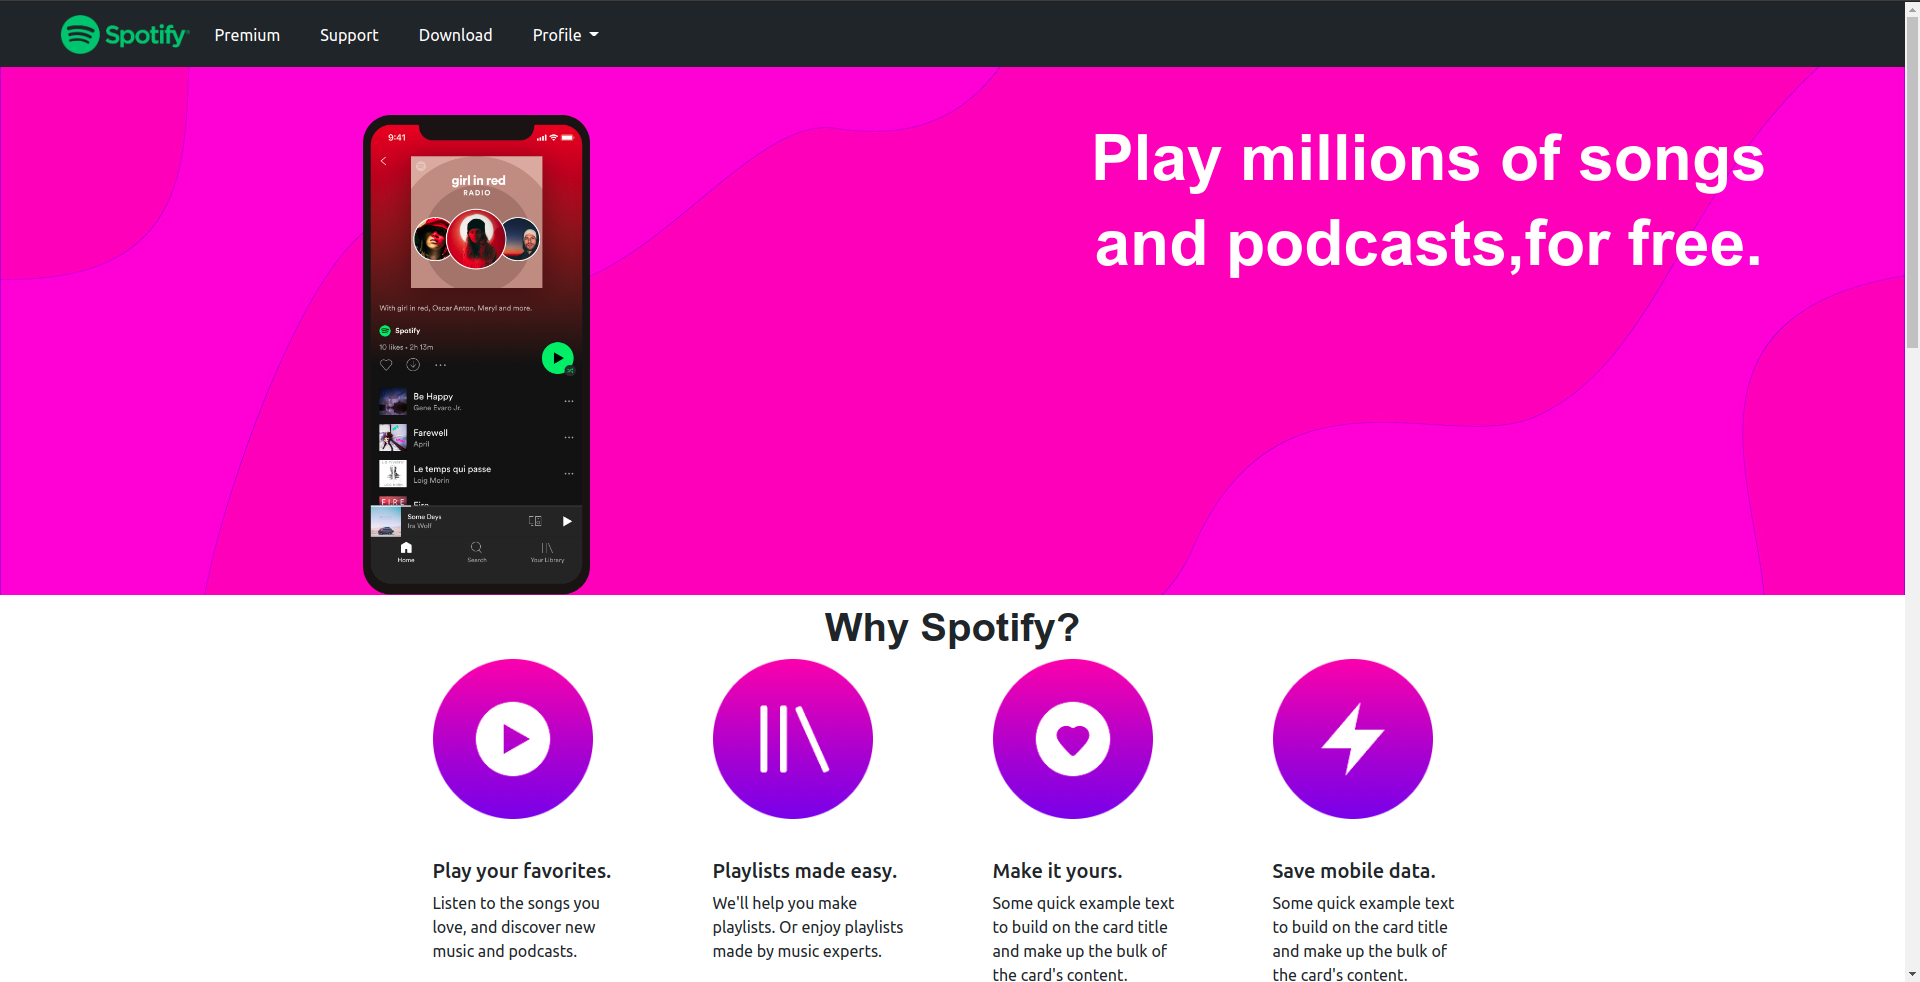 Spotify
Premium
Support
Download
Profile
9:41
girl in red
RADIO
With girl in red, Oscar Anton, Meryl and more.
Spotify
10 likes • 2h 13m
Be Happy
Gene Evaro Jr.
Farewell
April
Le temps qui passe
Loig Morin
FIRE
Fire
Some Days
Ira Wolf
Home
Search
Your Library
Play millions of songs
and podcasts,for free.
Why Spotify?
Play your favorites.
Listen to the songs you
love, and discover new
music and podcasts.
Playlists made easy.
We'll help you make
playlists. Or enjoy playlists
made by music experts.
Make it yours.
Some quick example text
to build on the card title
and make up the bulk of
the card's content.
Save mobile data.
Some quick example text
to build on the card title
and make up the bulk of
the card's content.